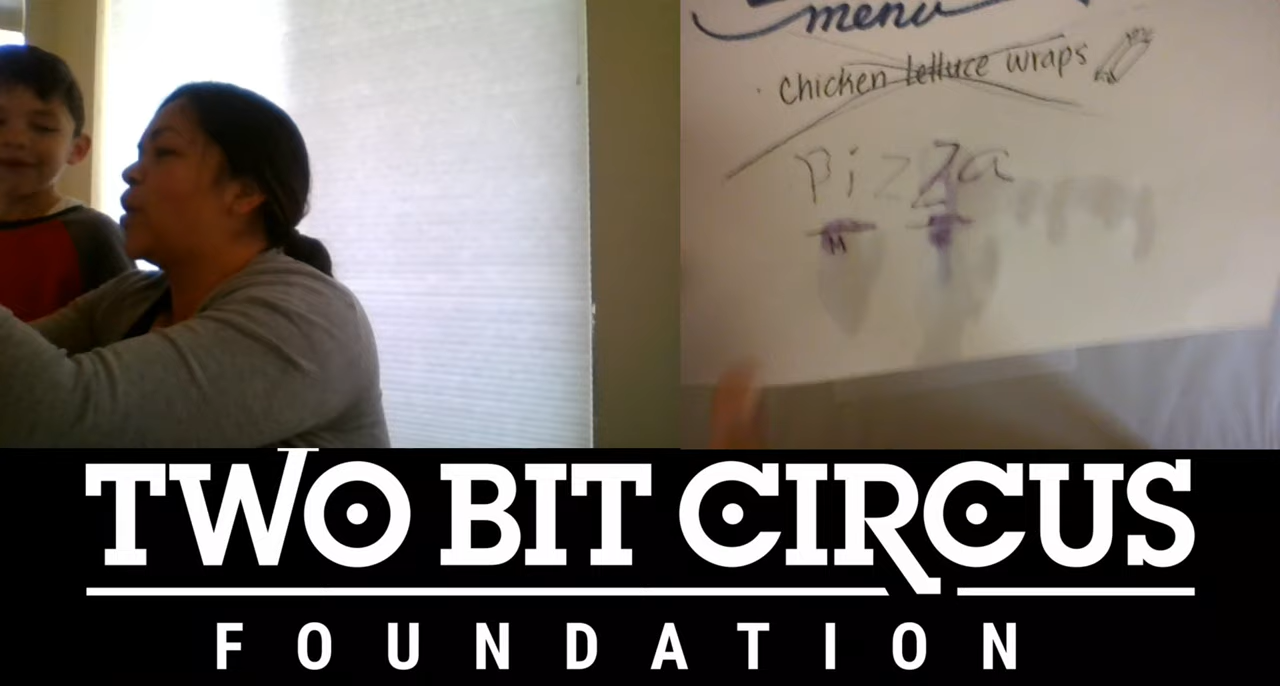 menu
· chicken lettuce wraps
pizza
M
TWO BIT CIRCUS
FOUNDATION